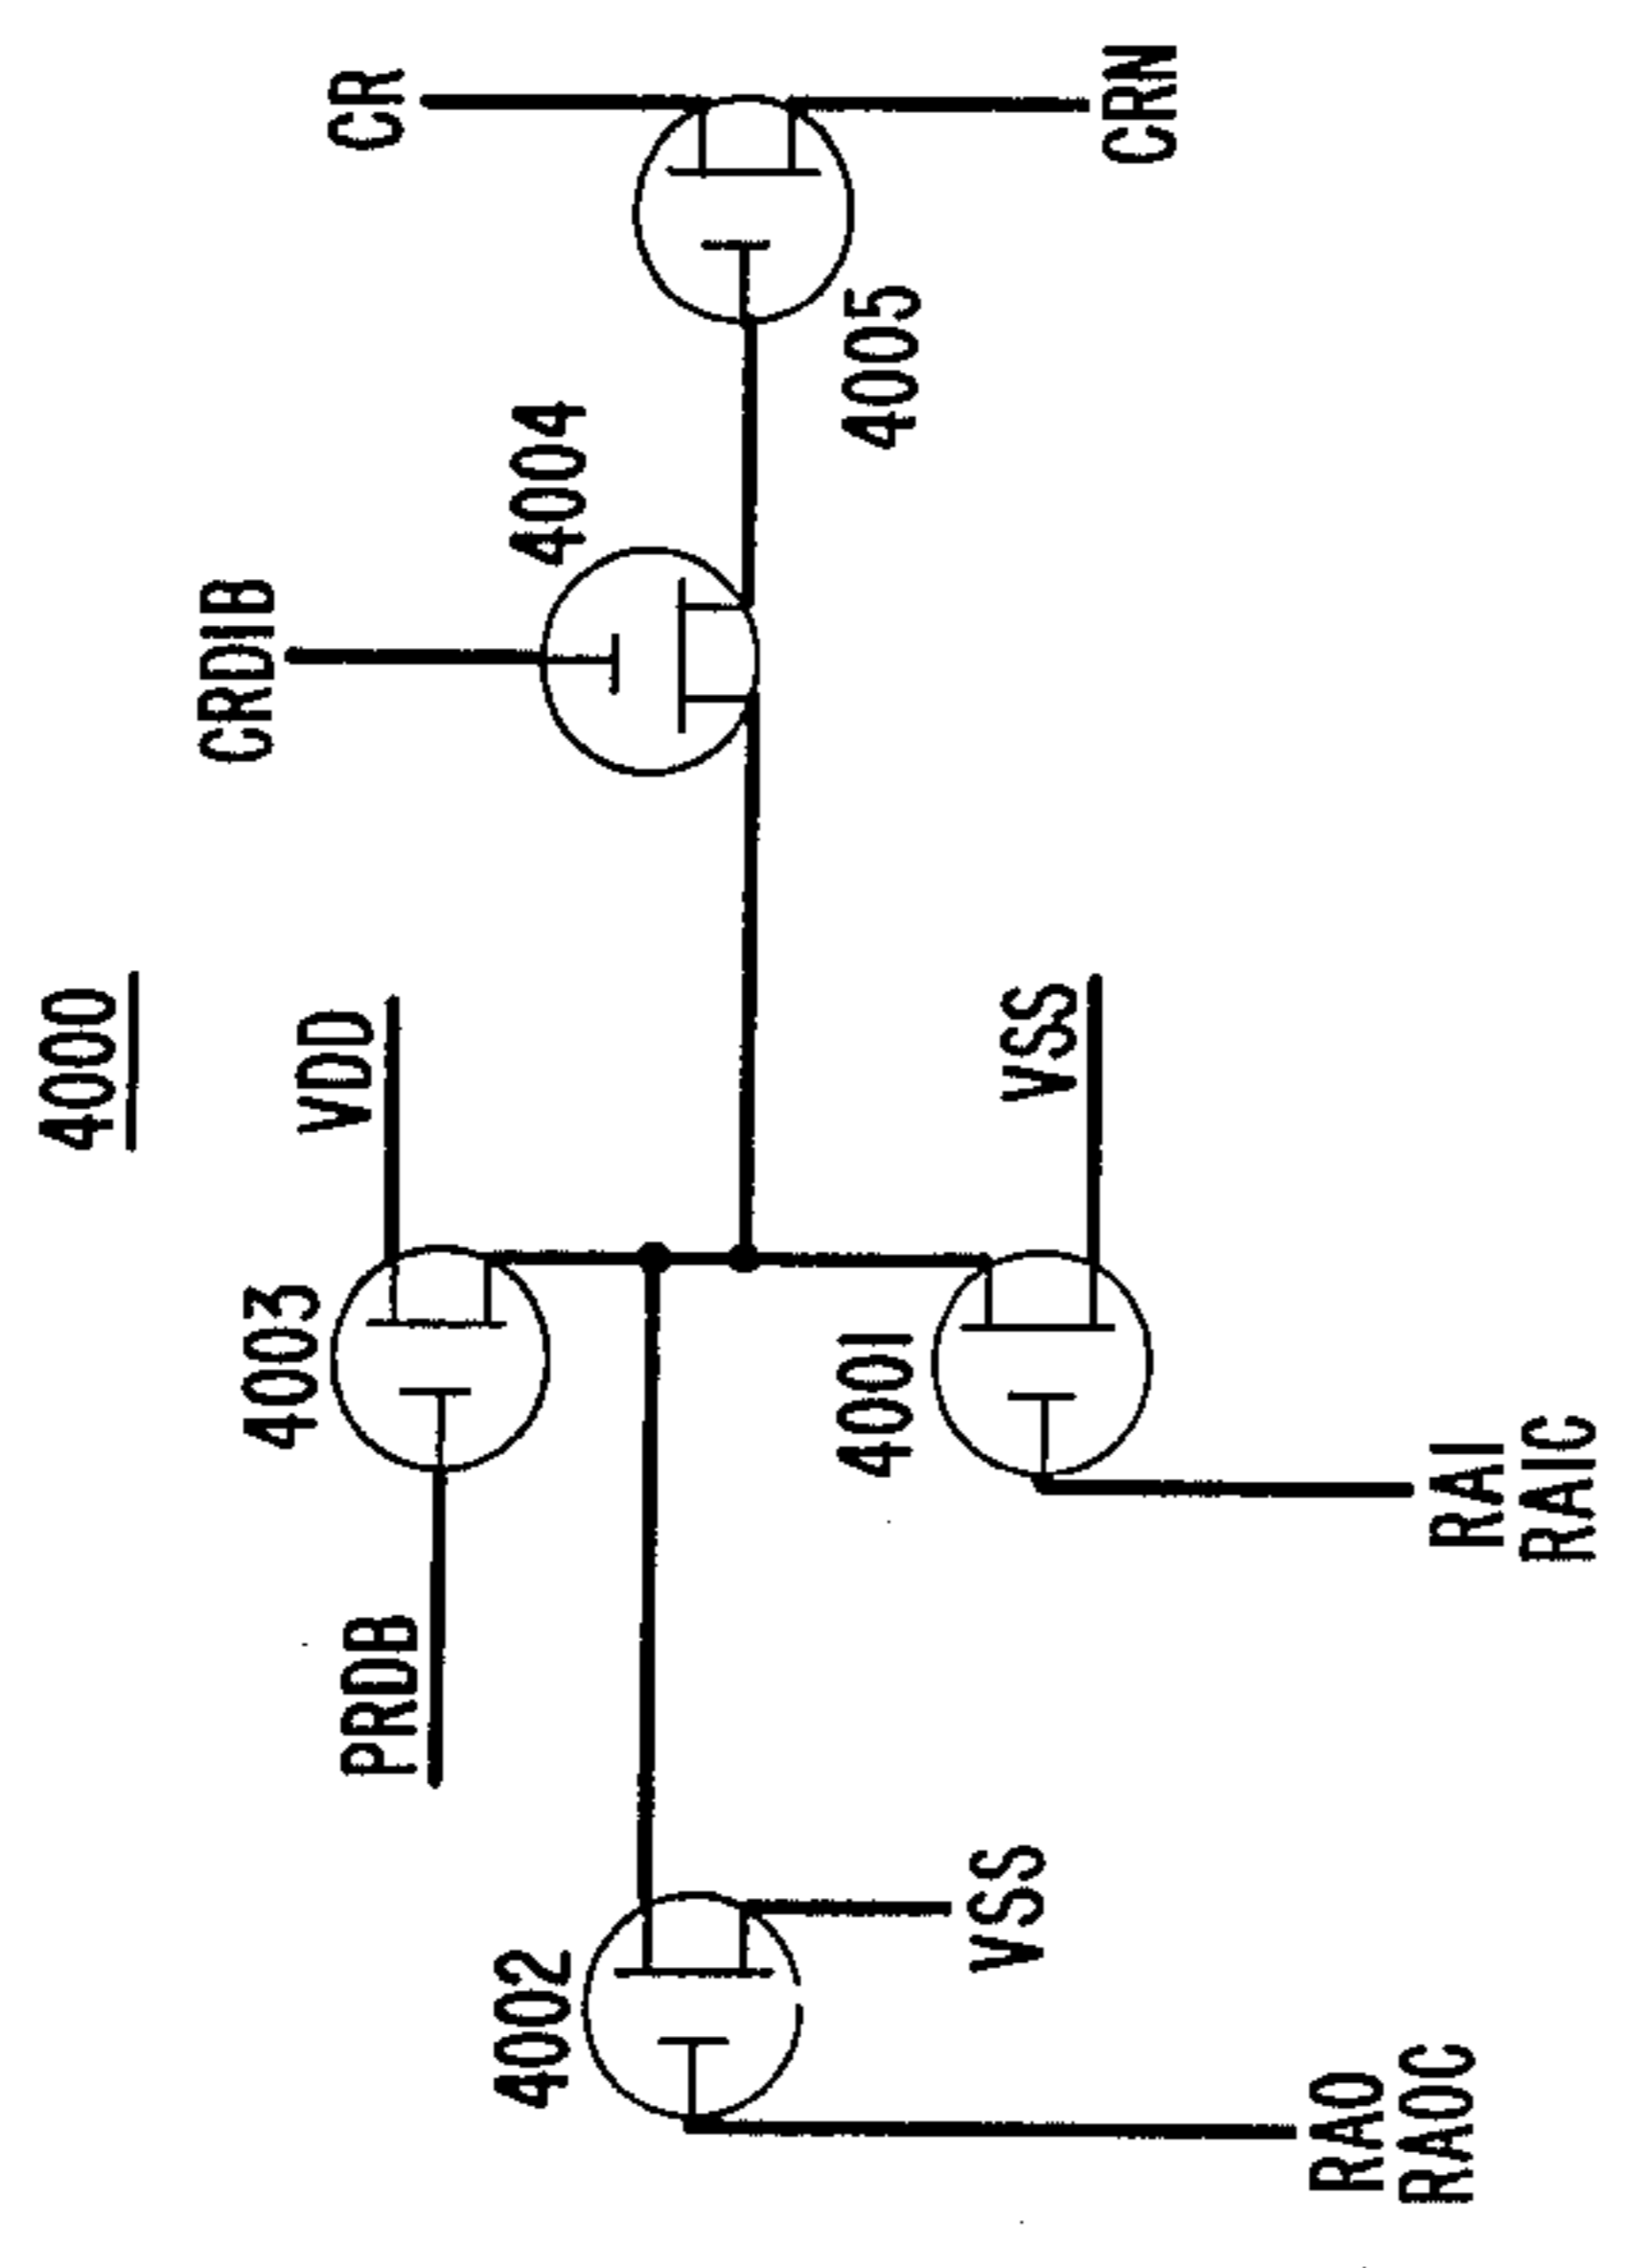 4000
CRDIB
CR
4004
VDD
4003
PRDB
4005
CRN
4002
VSS
4001
VSS
RAO
RAOC
RAI
RAIC